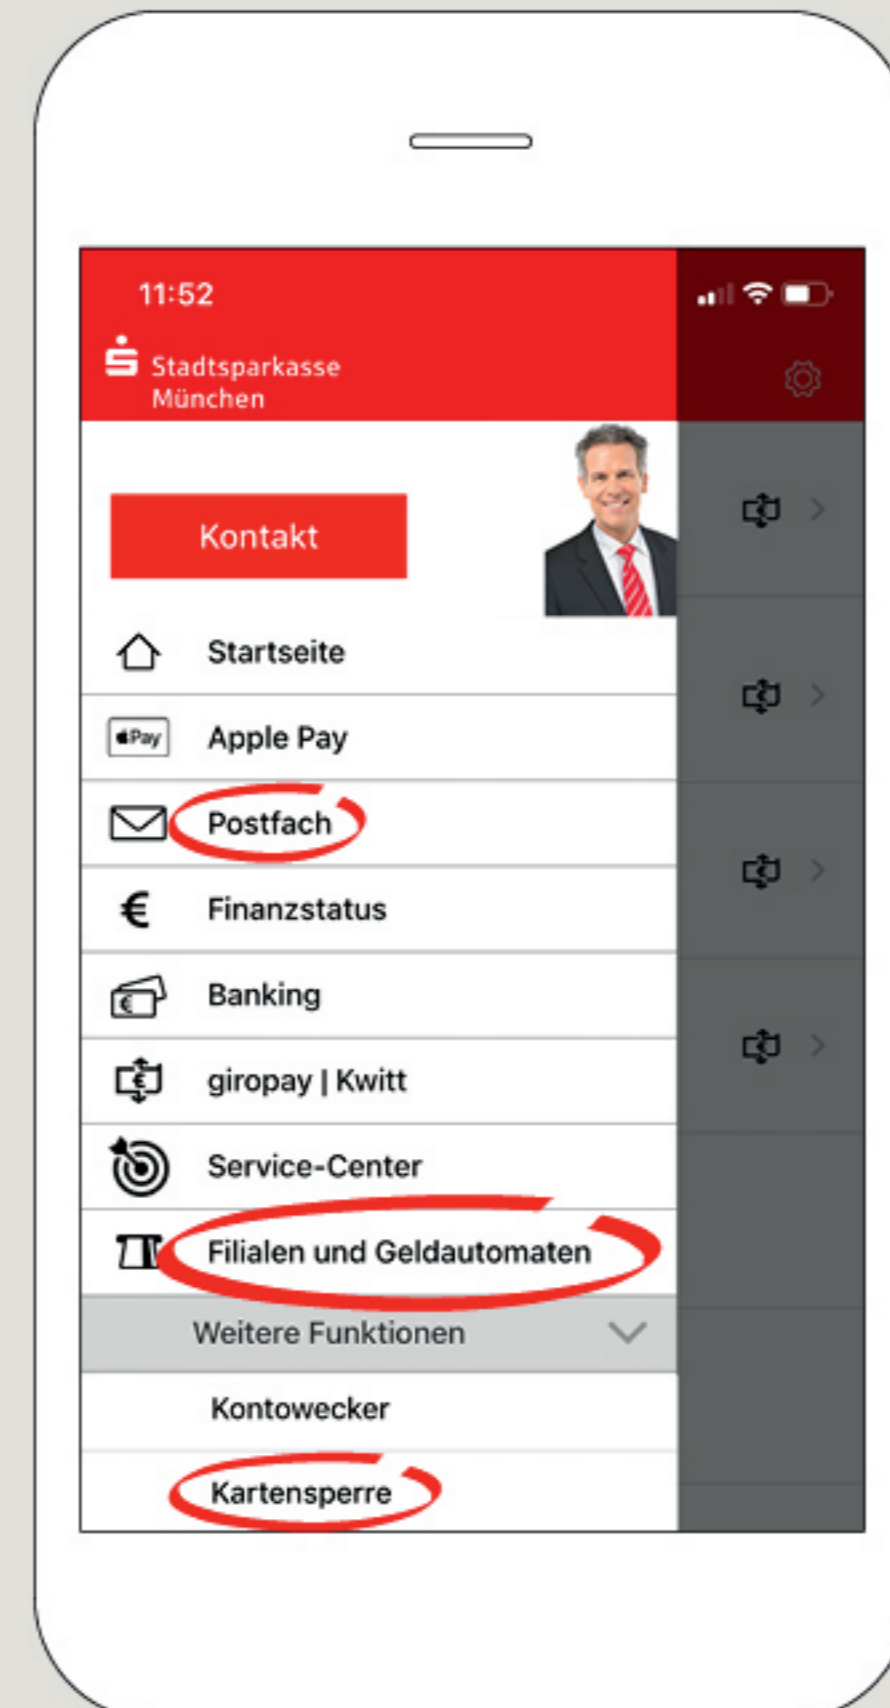 11:52
Stadtsparkasse
München
Kontakt
Startseite
Pay Apple Pay
Postfach
€ Finanzstatus
Banking
giropay | Kwitt
Service-Center
Filialen und Geldautomaten
Weitere Funktionen
Kontowecker
Kartensperre